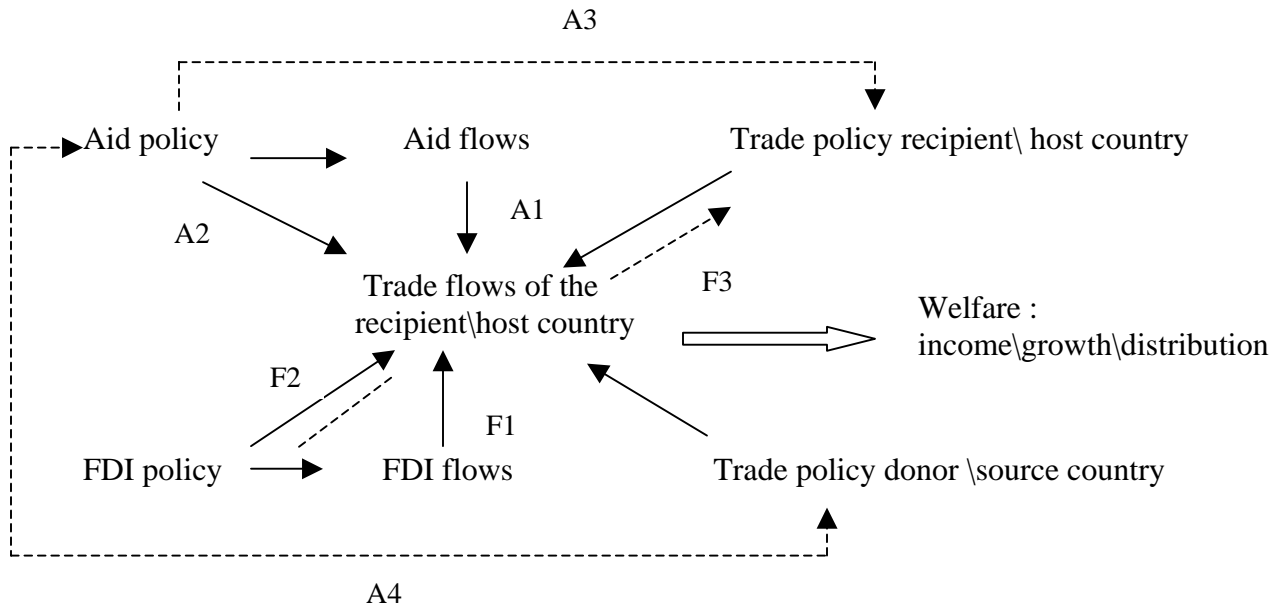 A3
Aid policy
Aid flows
Trade policy recipient\ host country
A1
A2
Trade flows of the
recipient\host country
F3
Welfare :
income\growth\distribution
F2
F1
FDI policy
FDI flows
Trade policy donor \source country
A4